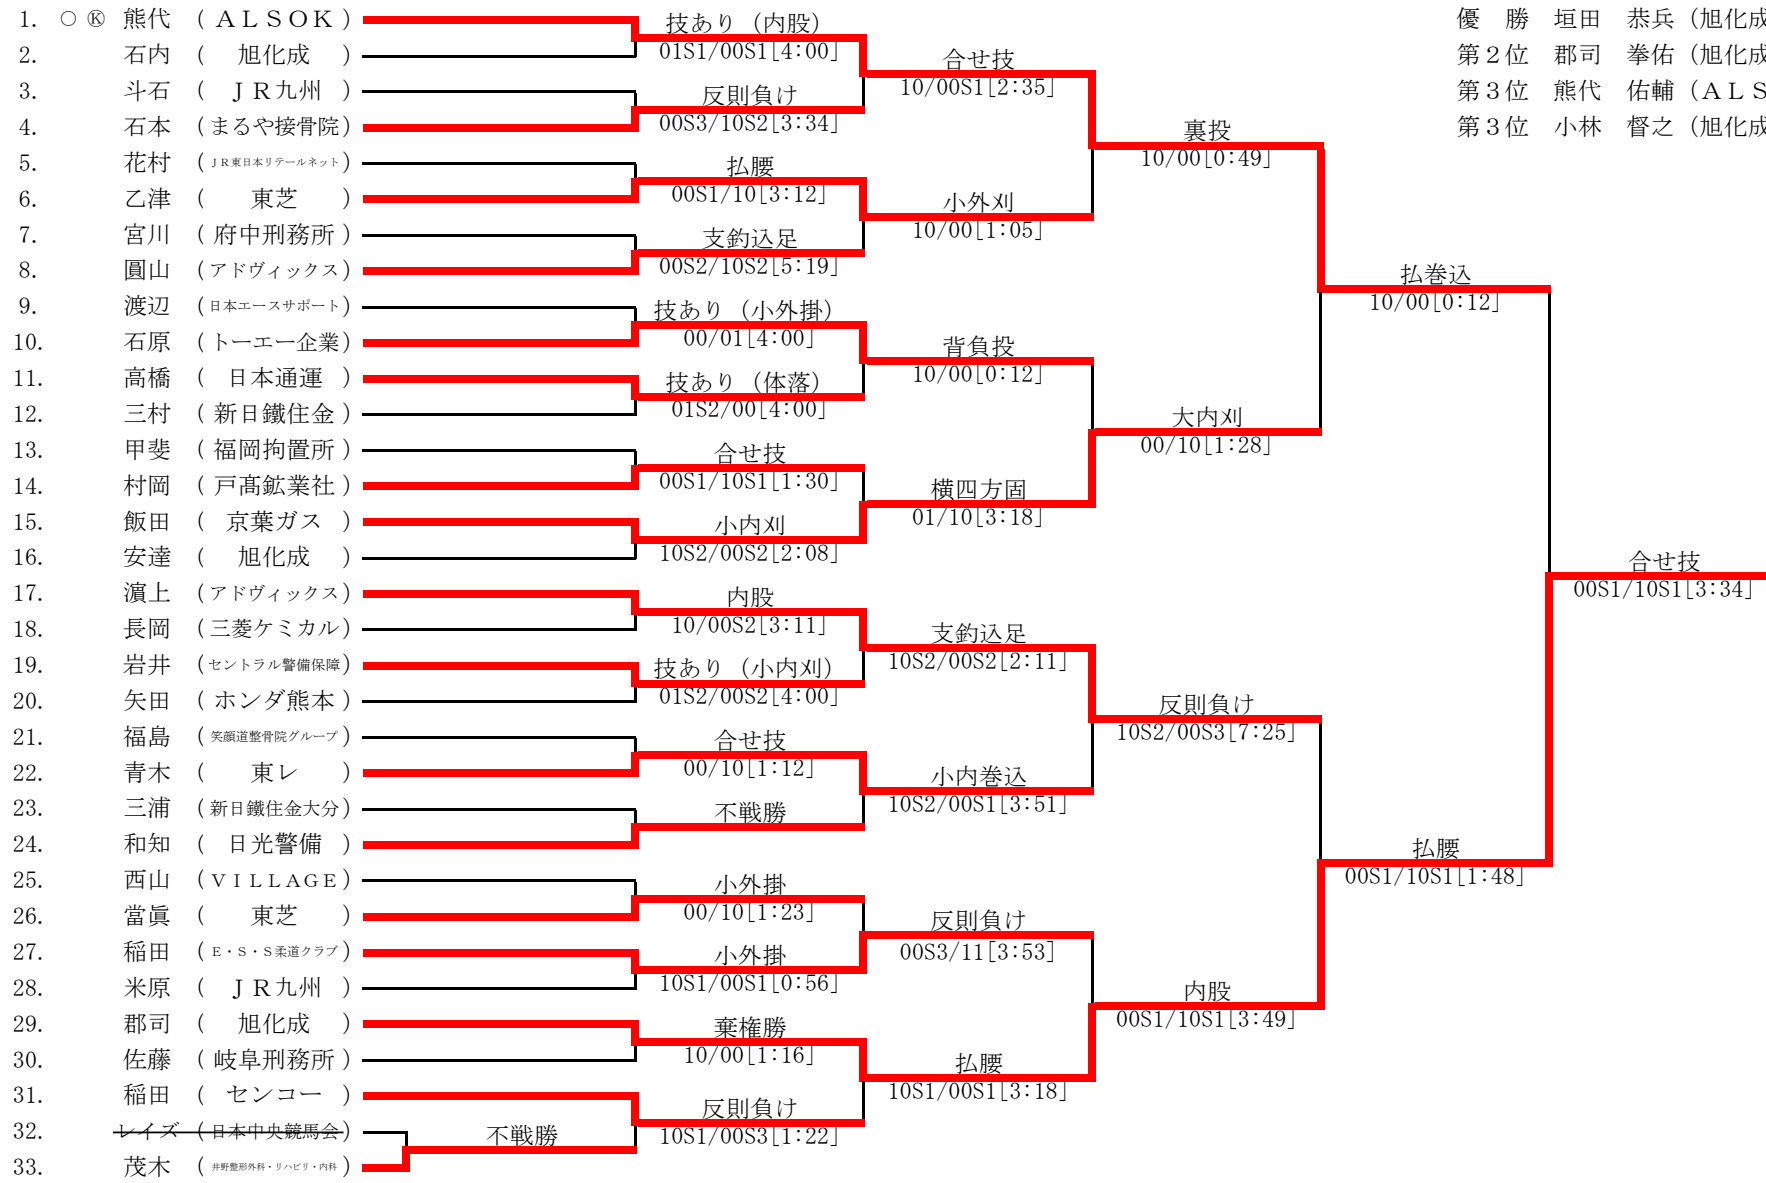 1. ○ Ⓚ 熊代 (ＡＬＳＯＫ)
2. 石内 ( 旭化成 )
3. 斗石 ( ＪＲ九州 )
4. 石本 (まるや接骨院)
5. 花村 (ＪＲ東日本リテールネット)
6. 乙津 ( 東芝 )
7. 宮川 ( 府中刑務所 )
8. 圓山 (アドヴィックス)
9. 渡辺 (日本エースサポート)
10. 石原 (トーエー企業)
11. 高橋 ( 日本通運 )
12. 三村 ( 新日鐵住金 )
13. 甲斐 ( 福岡拘置所 )
14. 村岡 ( 戸髙鉱業社 )
15. 飯田 ( 京葉ガス )
16. 安達 ( 旭化成 )
17. 濵上 (アドヴィックス)
18. 長岡 (三菱ケミカル)
19. 岩井 (セントラル警備保障)
20. 矢田 ( ホンダ熊本 )
21. 福島 (笑顔道整骨院グループ)
22. 青木 ( 東レ )
23. 三浦 (新日鐵住金大分)
24. 和知 ( 日光警備 )
25. 西山 (ＶＩＬＬＡＧＥ)
26. 當眞 ( 東芝 )
27. 稲田 (Ｅ・Ｓ・Ｓ柔道クラブ)
28. 米原 ( ＪＲ九州 )
29. 郡司 ( 旭化成 )
30. 佐藤 ( 岐阜刑務所 )
31. 稲田 ( センコー )
32. レイズ (日本中央競馬会)
33. 茂木 (井野整形外科・リハビリ・内科)
不戦勝
技あり（内股）
01S1/00S1[4:00]
反則負け
00S3/10S2[3:34]
払腰
00S1/10[3:12]
支釣込足
00S2/10S2[5:19]
技あり（小外掛）
00/01[4:00]
技あり（体落）
01S2/00[4:00]
合せ技
00S1/10S1[1:30]
小内刈
10S2/00S2[2:08]
内股
10/00S2[3:11]
技あり（小内刈）
01S2/00S2[4:00]
合せ技
00/10[1:12]
不戦勝
小外掛
00/10[1:23]
小外掛
10S1/00S1[0:56]
棄権勝
10/00[1:16]
反則負け
10S1/00S3[1:22]
合せ技
10/00S1[2:35]
小外刈
10/00[1:05]
背負投
10/00[0:12]
横四方固
01/10[3:18]
支釣込足
10S2/00S2[2:11]
小内巻込
10S2/00S1[3:51]
反則負け
00S3/11[3:53]
払腰
10S1/00S1[3:18]
裏投
10/00[0:49]
大内刈
00/10[1:28]
反則負け
10S2/00S3[7:25]
内股
00S1/10S1[3:49]
払巻込
10/00[0:12]
払腰
00S1/10S1[1:48]
合せ技
00S1/10S1[3:34]
優 勝 垣田 恭兵（旭化成
第２位 郡司 拳佑（旭化成
第３位 熊代 佑輔（ＡＬＳ
第３位 小林 督之（旭化成